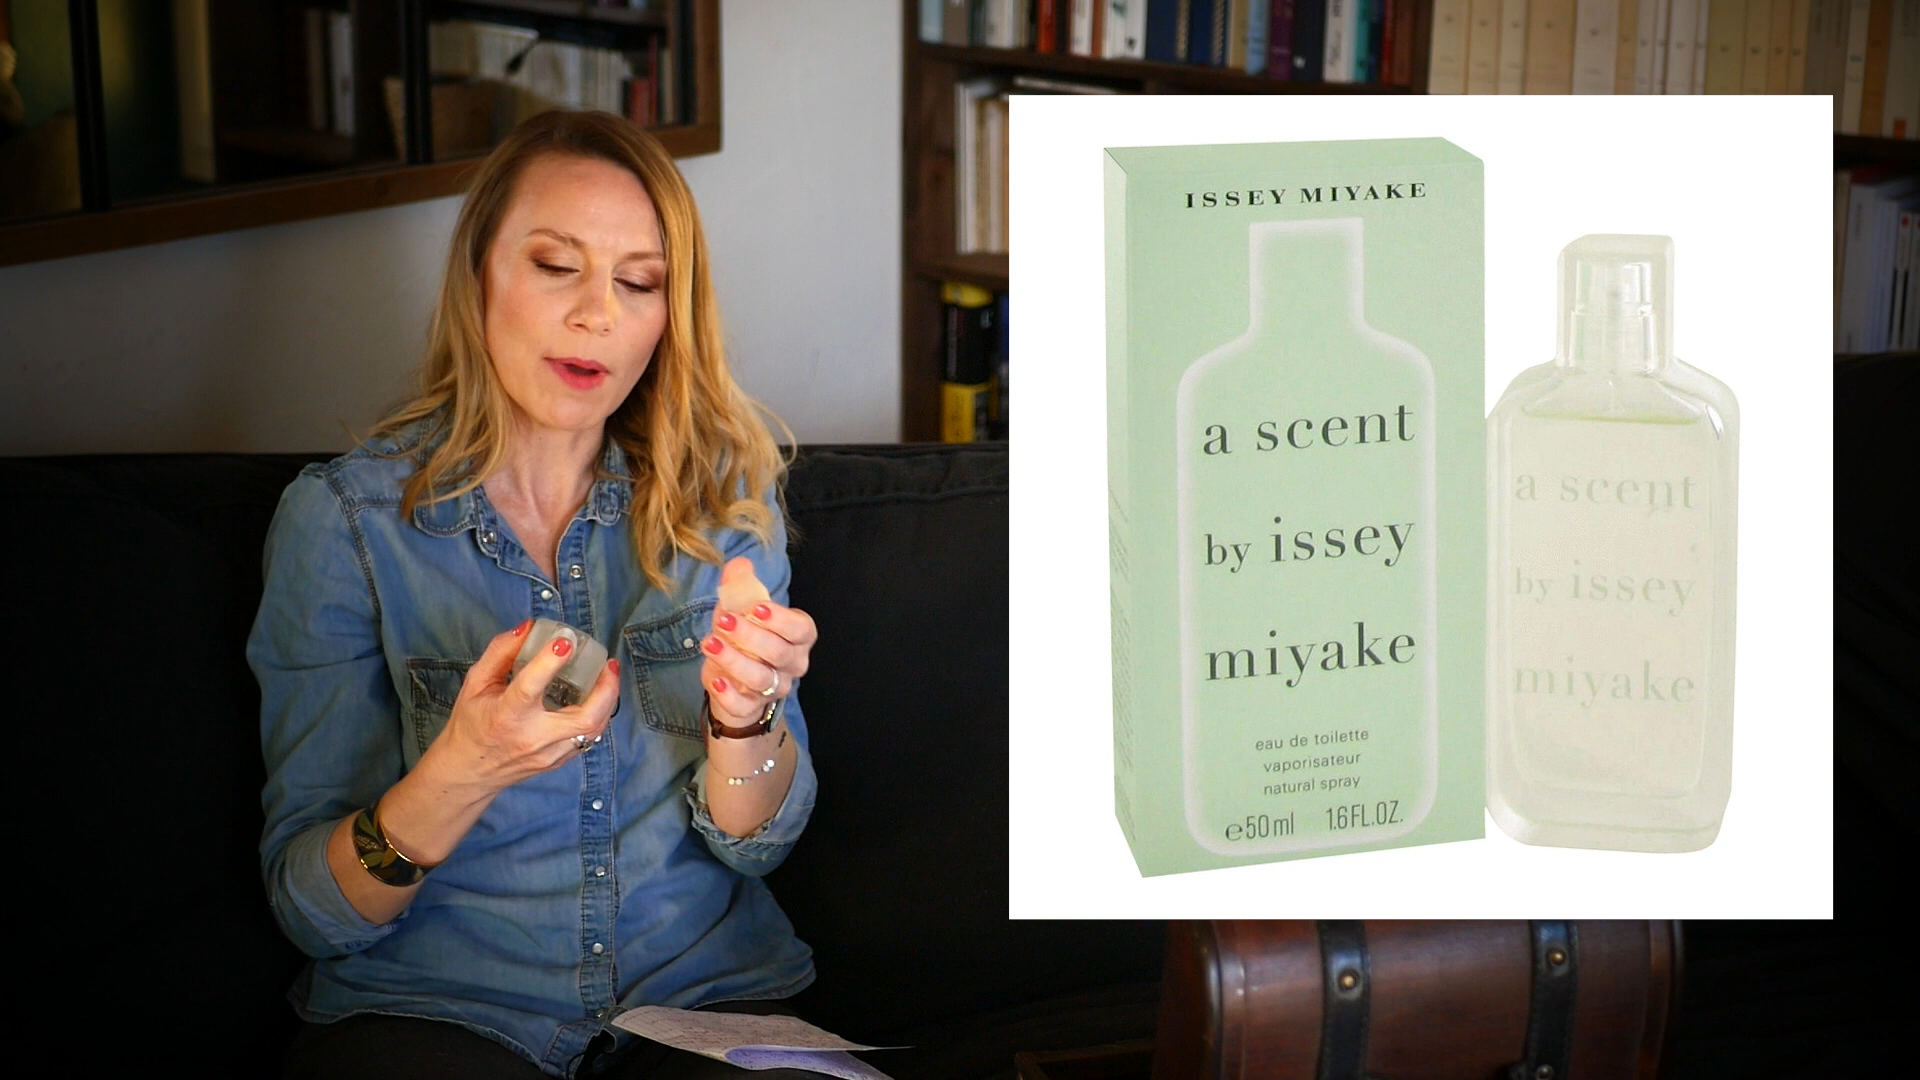 ISSEY MIYAKE
a scent
by issey
miyake
eau de toilette
vaporisateur
natural spray
e50ml 1.6FL.OZ.
a scent
by issey
miyake